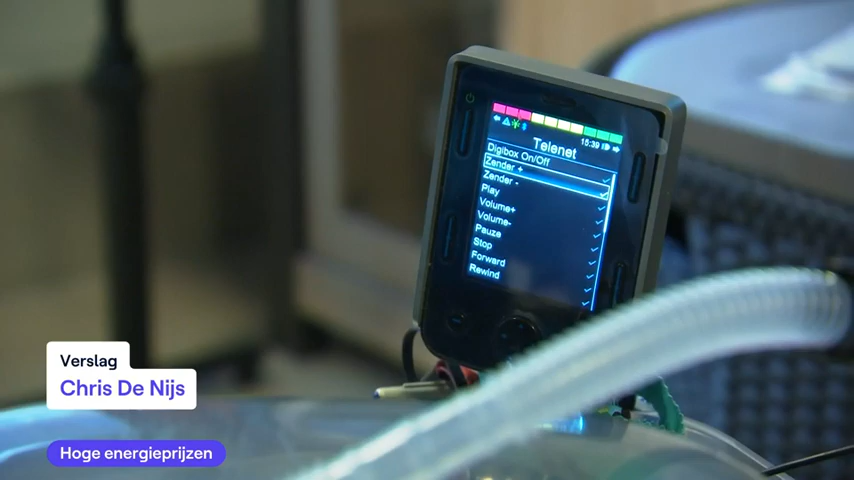 15:39
Telenet
Digibox On/Off
Zender +
Zender -
Play
Volume+
Volume-
Pauze
Stop
Forward
Rewind
Verslag
Chris De Nijs
Hoge energieprijzen